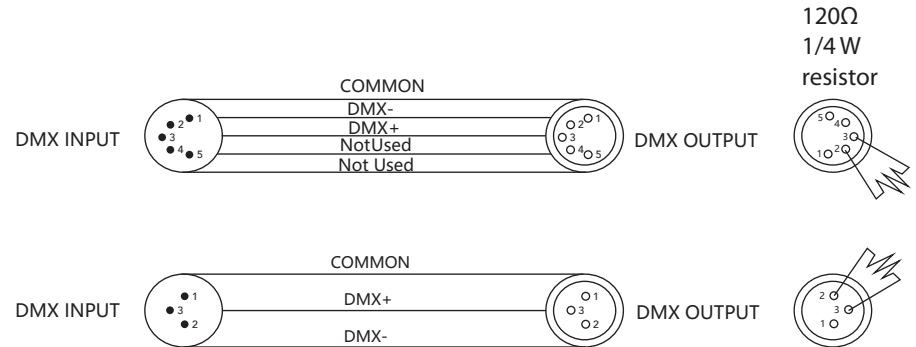 120Ω
1/4 W
resistor
COMMON
DMX-
DMX+
NotUsed
Not Used
DMX INPUT
1
2
3
4
5
1
2
3
4
5
DMX OUTPUT
5
4
3
2
1
COMMON
DMX+
DMX-
DMX INPUT
1
3
2
1
3
2
DMX OUTPUT
2
3
1